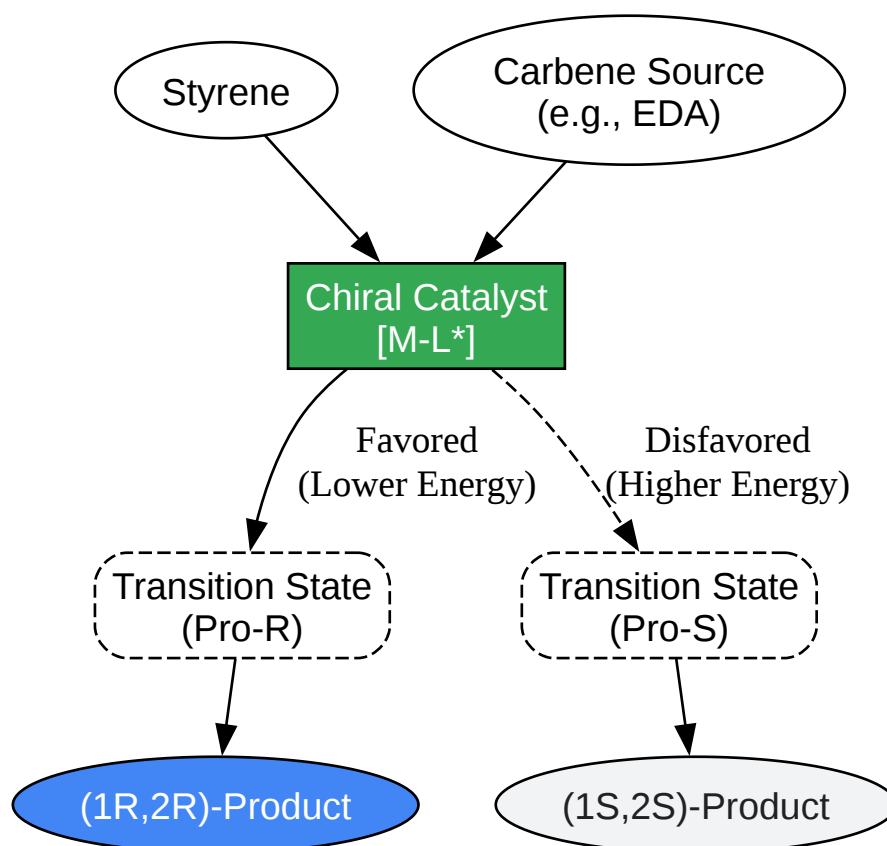 Styrene
Carbene Source
(e.g., EDA)
Chiral Catalyst
[M-L*]
Favored
(Lower Energy)
Disfavored
(Higher Energy)
Transition State
(Pro-R)
Transition State
(Pro-S)
(1R,2R)-Product
(1S,2S)-Product